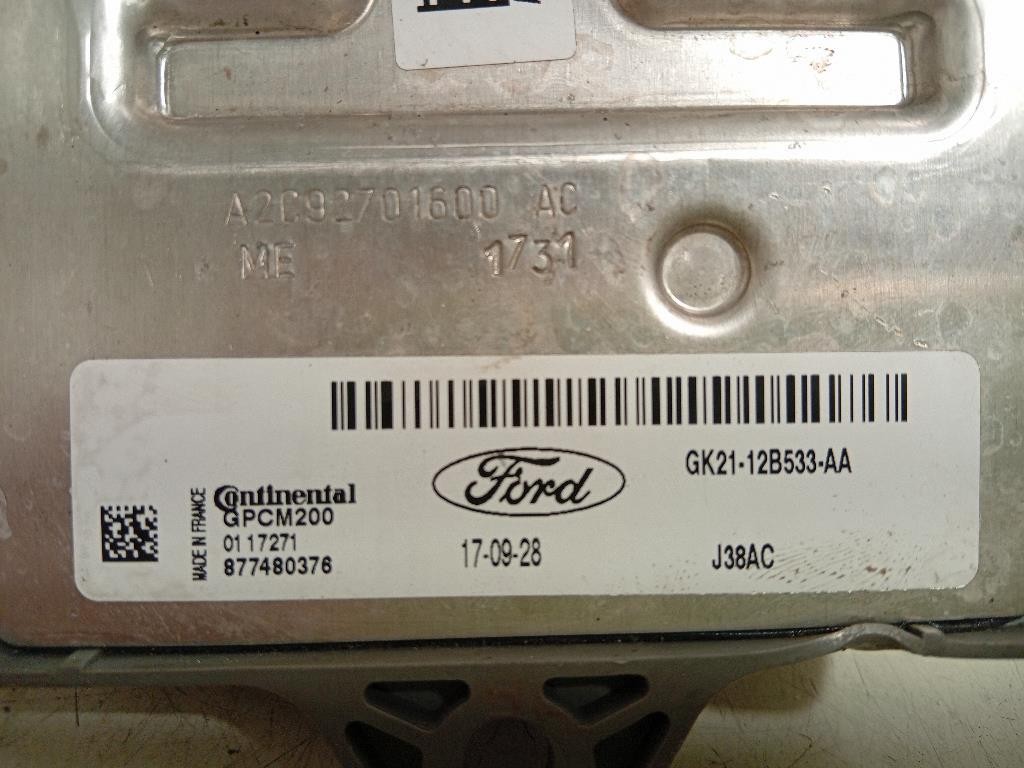 A2C92701600 AC
ME 1731
GK21-12B533-AA
Ford
Continental
GPCM200
01 17271
877480376
MADE IN FRANCE
17-09-28
J38AC